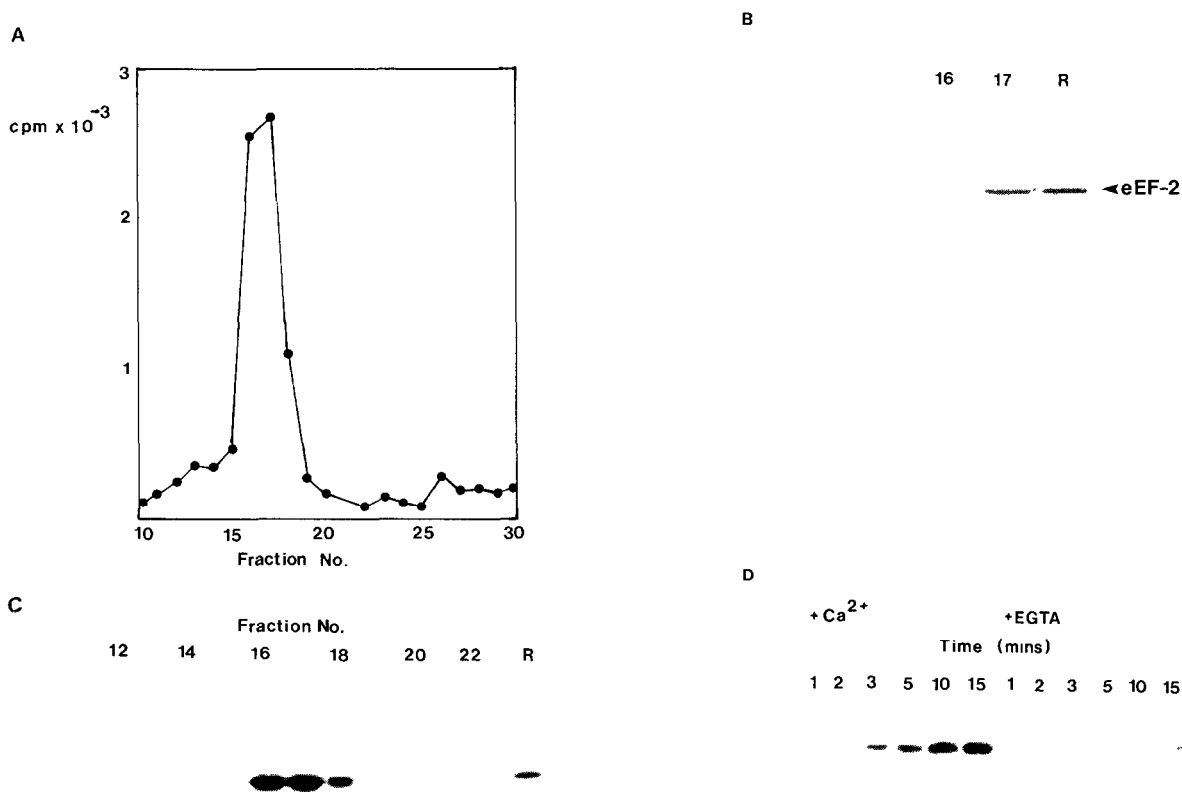 A
3
cpm x 10⁻³
2
1
10 15 20 25 30
Fraction No.
B
16 17 R
eEF-2
C
Fraction No.
12 14 16 18 20 22 R
D
+Ca²⁺ +EGTA
Time (mins)
1 2 3 5 10 15 1 2 3 5 10 15